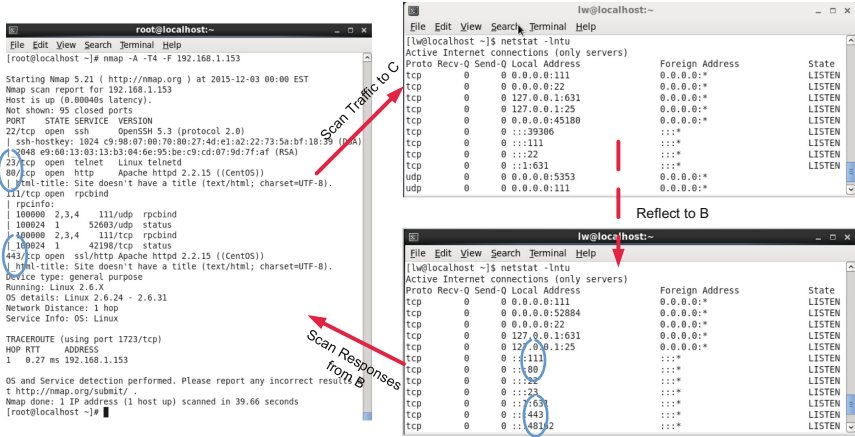 root@localhost:~
File Edit View Search Terminal Help
[root@localhost ~]# nmap -A -T4 -F 192.168.1.153
Starting Nmap 5.21 ( http://nmap.org ) at 2015-12-03 00:00 EST
Nmap scan report for 192.168.1.153
Host is up (0.00040s latency).
Not shown: 95 closed ports
PORT STATE SERVICE VERSION
22/tcp open ssh OpenSSH 5.3 (protocol 2.0)
| ssh-hostkey: 1024 c9:98:07:00:70:80:27:4d:e1:a2:22:73:5a:bf:18:39 (DSA)
|_2048 e9:60:13:03:13:b3:04:6e:95:be:c9:cd:07:9d:7f:af (RSA)
23/tcp open telnet Linux telnetd
80/tcp open http Apache httpd 2.2.15 ((CentOS))
|_html-title: Site doesn't have a title (text/html; charset=UTF-8).
111/tcp open rpcbind
| rpcinfo:
| 100000 2,3,4 111/udp rpcbind
| 100024 1 52603/udp status
| 100000 2,3,4 111/tcp rpcbind
|_100024 1 42198/tcp status
443/tcp open ssl/http Apache httpd 2.2.15 ((CentOS))
|_html-title: Site doesn't have a title (text/html; charset=UTF-8).
Device type: general purpose
Running: Linux 2.6.X
OS details: Linux 2.6.24 - 2.6.31
Network Distance: 1 hop
Service Info: OS: Linux
TRACEROUTE (using port 1723/tcp)
HOP RTT ADDRESS
1 0.27 ms 192.168.1.153
OS and Service detection performed. Please report any incorrect results
t http://nmap.org/submit/ .
Nmap done: 1 IP address (1 host up) scanned in 39.66 seconds
[root@localhost ~]#
Scan Traffic to C
lw@localhost:~
File Edit View Search Terminal Help
[lw@localhost ~]$ netstat -lntu
Active Internet connections (only servers)
Proto Recv-Q Send-Q Local Address Foreign Address State
tcp 0 0 0.0.0.0:111 0.0.0.0:* LISTEN
tcp 0 0 0.0.0.0:22 0.0.0.0:* LISTEN
tcp 0 0 127.0.0.1:631 0.0.0.0:* LISTEN
tcp 0 0 127.0.0.1:25 0.0.0.0:* LISTEN
tcp 0 0 0.0.0.0:45180 0.0.0.0:* LISTEN
tcp 0 0 :::39306 :::* LISTEN
tcp 0 0 :::111 :::* LISTEN
tcp 0 0 :::22 :::* LISTEN
tcp 0 0 ::1:631 :::* LISTEN
udp 0 0 0.0.0.0:5353 0.0.0.0:*
udp 0 0 0.0.0.0:111 0.0.0.0:*
Reflect to B
lw@localhost:~
File Edit View Search Terminal Help
[lw@localhost ~]$ netstat -lntu
Active Internet connections (only servers)
Proto Recv-Q Send-Q Local Address Foreign Address State
tcp 0 0 0.0.0.0:111 0.0.0.0:* LISTEN
tcp 0 0 0.0.0.0:52884 0.0.0.0:* LISTEN
tcp 0 0 0.0.0.0:22 0.0.0.0:* LISTEN
tcp 0 0 127.0.0.1:631 0.0.0.0:* LISTEN
tcp 0 0 127.0.0.1:25 0.0.0.0:* LISTEN
tcp 0 0 :::111 :::* LISTEN
tcp 0 0 :::80 :::* LISTEN
tcp 0 0 :::22 :::* LISTEN
tcp 0 0 :::23 :::* LISTEN
tcp 0 0 ::1:631 :::* LISTEN
tcp 0 0 :::443 :::* LISTEN
tcp 0 0 :::48162 :::* LISTEN
Scan Responses
from B